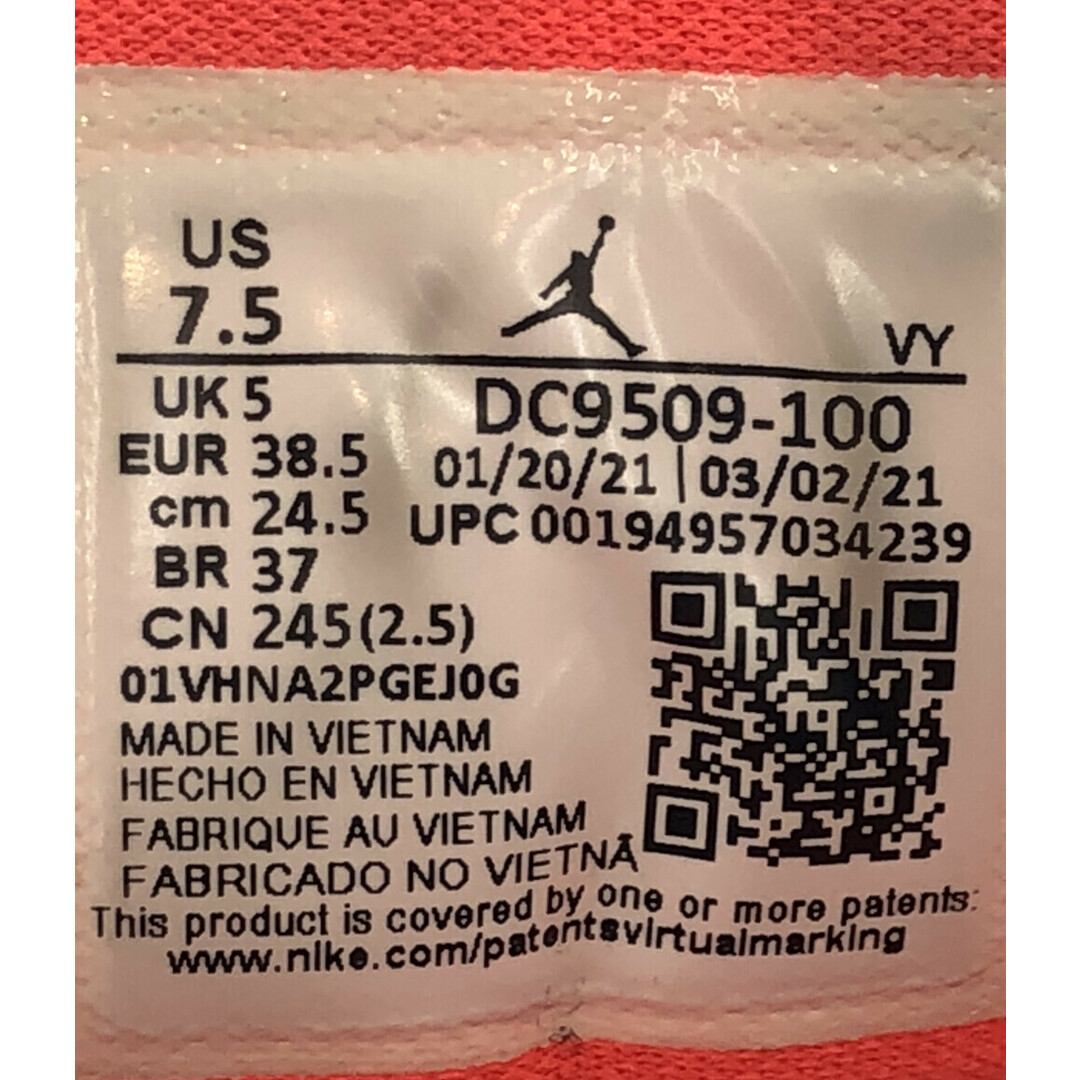 US
7.5
VY
UK 5
EUR 38.5
cm 24.5
BR 37
CN 245(2.5)
DC9509-100
01/20/21 | 03/02/21
UPC 00194957034239
01VHNA2PGEJ0G
MADE IN VIETNAM
HECHO EN VIETNAM
FABRIQUE AU VIETNAM
FABRICADO NO VIETNÃ
This product is covered by one or more patents:
www.nike.com/patentsvirtualmarking